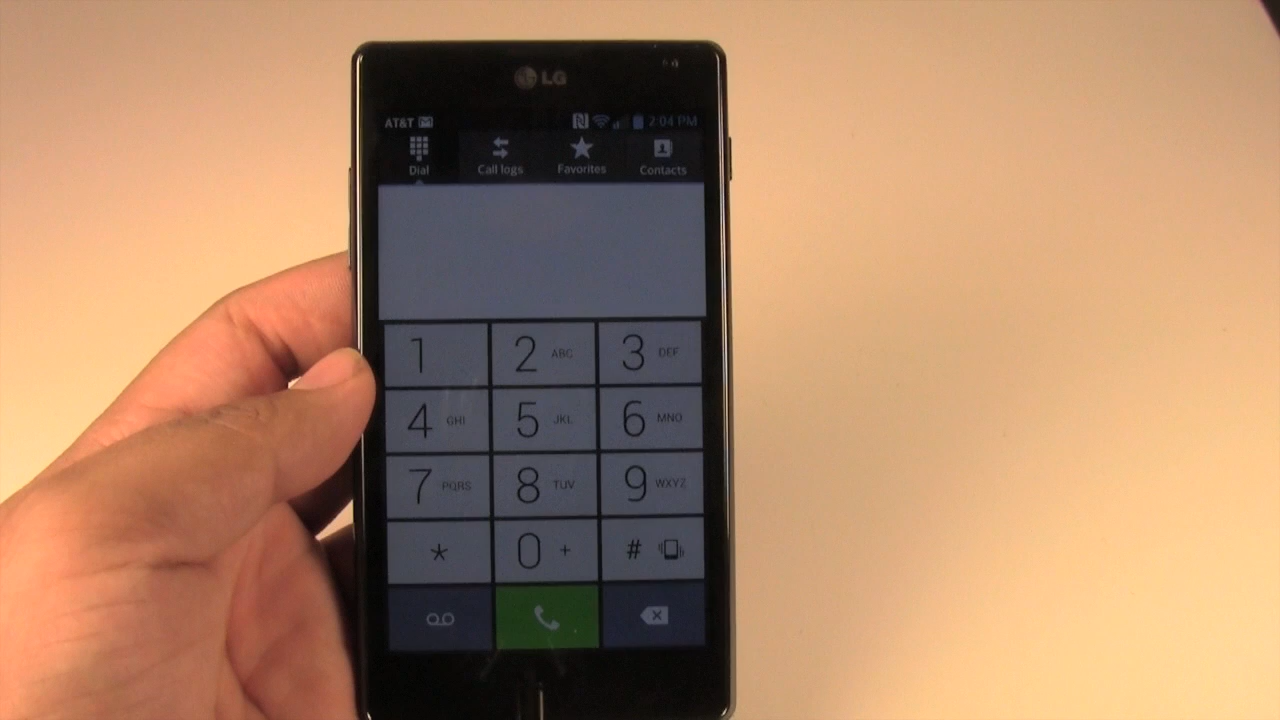 LG
AT&T 2:04 PM
Dial Call logs Favorites Contacts
1 2 ABC 3 DEF
4 GHI 5 JKL 6 MNO
7 PQRS 8 TUV 9 WXYZ
* 0 + #